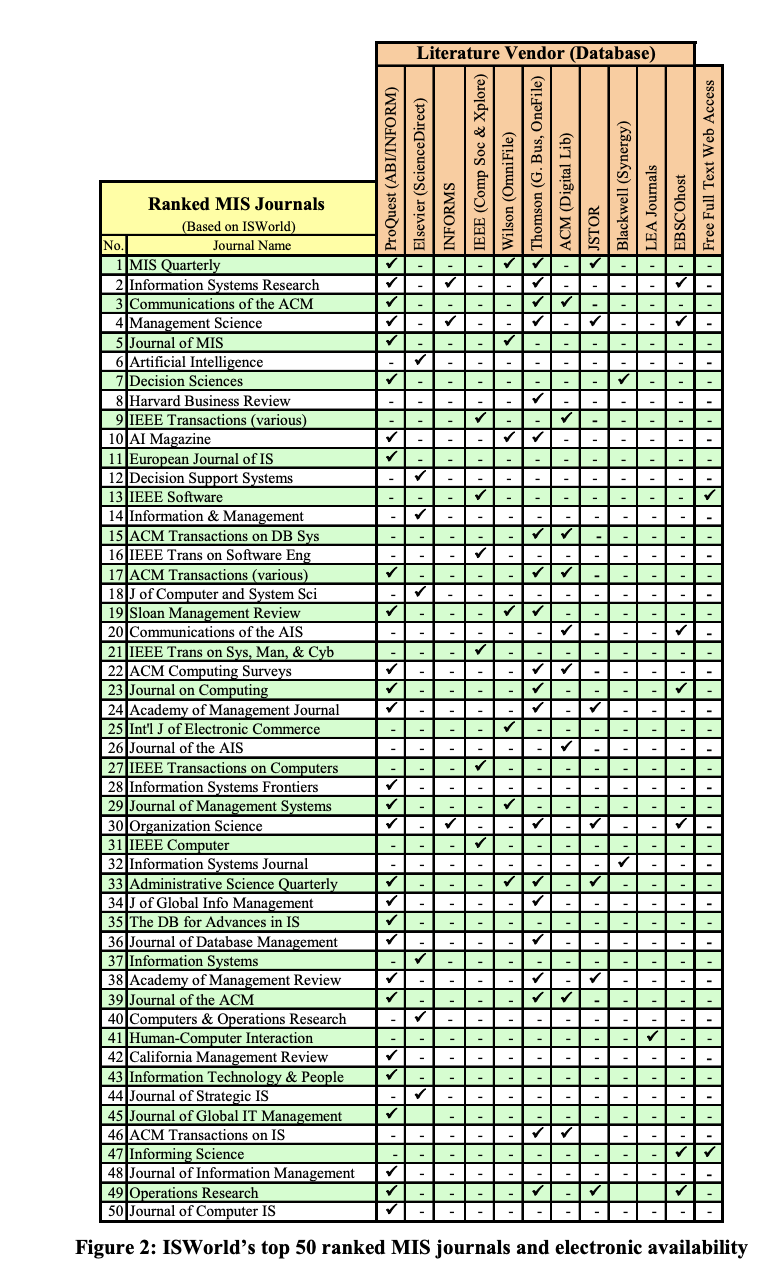 Literature Vendor (Database)
ProQuest (ABI/INFORM)
Elsevier (ScienceDirect)
INFORMS
IEEE (Comp Soc & Xplore)
Wilson (OmniFile)
Thomson (G. Bus, OneFile)
ACM (Digital Lib)
JSTOR
Blackwell (Synergy)
LEA Journals
EBSCOhost
Free Full Text Web Access
Ranked MIS Journals
(Based on ISWorld)
No. Journal Name
1 MIS Quarterly ✔ - - - ✔ ✔ - ✔ - - - -
2 Information Systems Research ✔ - ✔ - - ✔ - - - - ✔ -
3 Communications of the ACM ✔ - - - - ✔ ✔ - - - - -
4 Management Science ✔ - ✔ - - ✔ - ✔ - - ✔ -
5 Journal of MIS ✔ - - - ✔ - - - - - - -
6 Artificial Intelligence - ✔ - - - - - - - - - -
7 Decision Sciences ✔ - - - - - - - ✔ - - -
8 Harvard Business Review - - - - - ✔ - - - - - -
9 IEEE Transactions (various) - - - ✔ - - ✔ - - - - -
10 AI Magazine ✔ - - - ✔ ✔ - - - - - -
11 European Journal of IS ✔ - - - - - - - - - - -
12 Decision Support Systems - ✔ - - - - - - - - - -
13 IEEE Software - - - ✔ - - - - - - - ✔
14 Information & Management - ✔ - - - - - - - - - -
15 ACM Transactions on DB Sys - - - - - ✔ ✔ - - - - -
16 IEEE Trans on Software Eng - - - ✔ - - - - - - - -
17 ACM Transactions (various) ✔ - - - - ✔ ✔ - - - - -
18 J of Computer and System Sci - ✔ - - - - - - - - - -
19 Sloan Management Review ✔ - - - ✔ ✔ - - - - - -
20 Communications of the AIS - - - - - - ✔ - - - ✔ -
21 IEEE Trans on Sys, Man, & Cyb - - - ✔ - - - - - - - -
22 ACM Computing Surveys ✔ - - - - ✔ ✔ - - - - -
23 Journal on Computing ✔ - - - - ✔ - - - - ✔ -
24 Academy of Management Journal ✔ - - - - ✔ - ✔ - - - -
25 Int'l J of Electronic Commerce - - - - ✔ - - - - - - -
26 Journal of the AIS - - - - - - ✔ - - - - -
27 IEEE Transactions on Computers - - - ✔ - - - - - - - -
28 Information Systems Frontiers ✔ - - - - - - - - - - -
29 Journal of Management Systems ✔ - - - ✔ - - - - - - -
30 Organization Science ✔ - ✔ - - ✔ - ✔ - - ✔ -
31 IEEE Computer - - - ✔ - - - - - - - -
32 Information Systems Journal - - - - - - - - ✔ - - -
33 Administrative Science Quarterly ✔ - - - ✔ ✔ - ✔ - - - -
34 J of Global Info Management ✔ - - - - ✔ - - - - - -
35 The DB for Advances in IS ✔ - - - - - - - - - - -
36 Journal of Database Management ✔ - - - - ✔ - - - - - -
37 Information Systems - ✔ - - - - - - - - - -
38 Academy of Management Review ✔ - - - - ✔ - ✔ - - - -
39 Journal of the ACM ✔ - - - - ✔ ✔ - - - - -
40 Computers & Operations Research - ✔ - - - - - - - - - -
41 Human-Computer Interaction - - - - - - - - - ✔ - -
42 California Management Review ✔ - - - - - - - - - - -
43 Information Technology & People ✔ - - - - - - - - - - -
44 Journal of Strategic IS - ✔ - - - - - - - - - -
45 Journal of Global IT Management ✔ - - - - - - - - - -
46 ACM Transactions on IS - - - - - ✔ ✔ - - - -
47 Informing Science - - - - - - - - - - ✔ ✔
48 Journal of Information Management ✔ - - - - - - - - - - -
49 Operations Research ✔ - - - - ✔ - ✔ - - ✔ -
50 Journal of Computer IS ✔ - - - - - - - - - - -
Figure 2: ISWorld’s top 50 ranked MIS journals and electronic availability